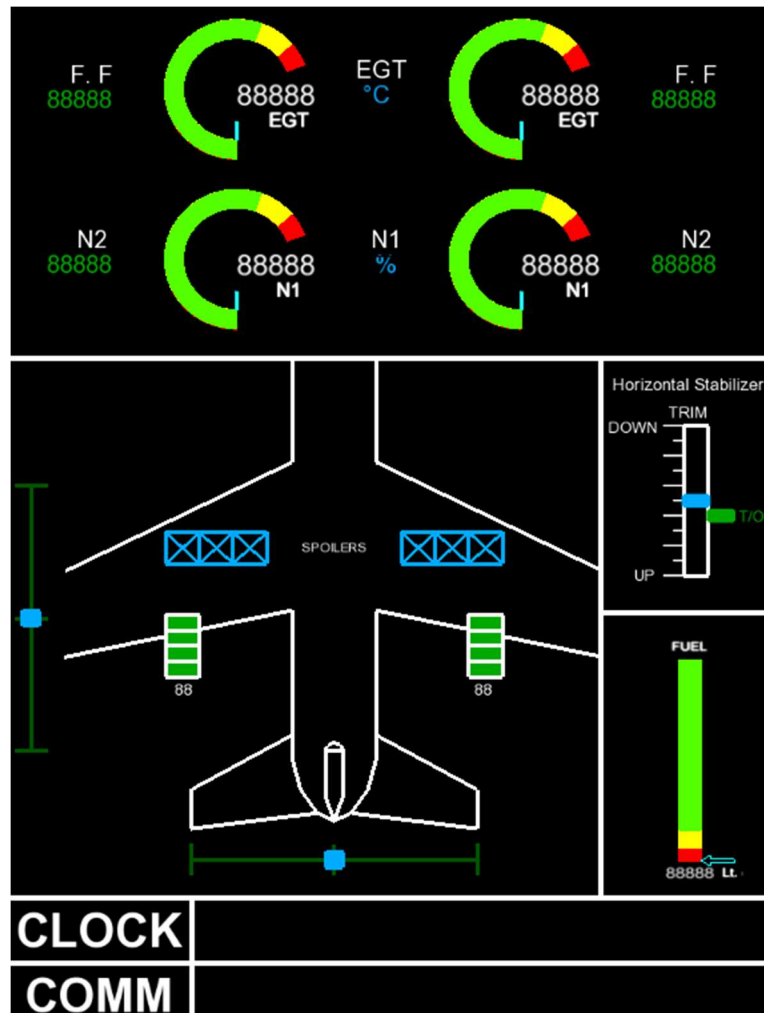 F. F EGT F. F
88888 88888 °C 88888 88888
EGT EGT
N2 N1 N2
88888 88888 % 88888 88888
N1 N1
Horizontal Stabilizer
TRIM
DOWN
T/O
UP
SPOILERS
88 88
FUEL
88888 Lt.
CLOCK
COMM